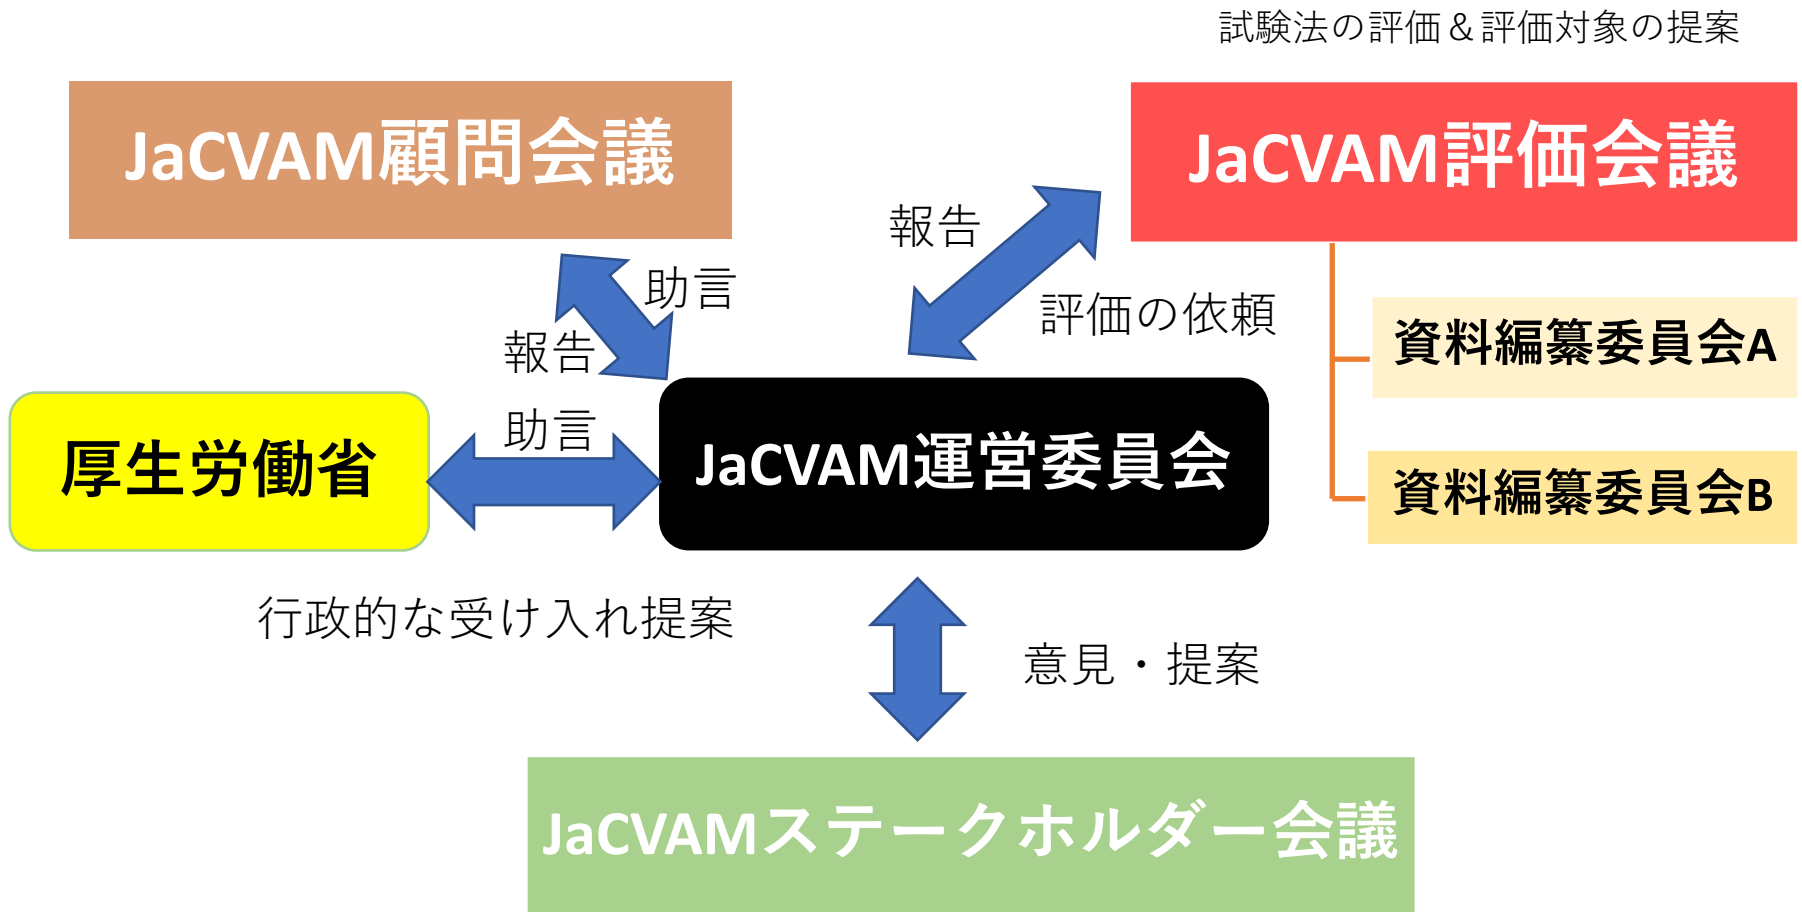 試験法の評価＆評価対象の提案
JaCVAM顧問会議
JaCVAM評価会議
報告
助言
評価の依頼
報告
資料編纂委員会A
助言
厚生労働省
JaCVAM運営委員会
資料編纂委員会B
行政的な受け入れ提案
意見・提案
JaCVAMステークホルダー会議